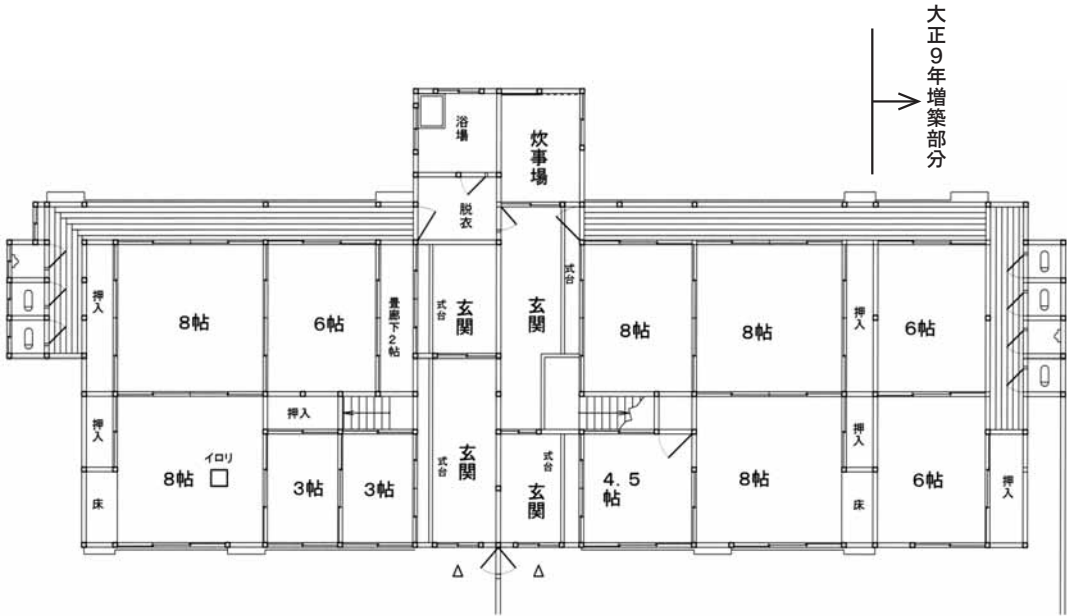 大正9年増築部分
浴場
炊事場
脱衣
押入
8帖
6帖
畳廊下2帖
式台
玄関
玄関
式台
8帖
8帖
押入
6帖
押入
床
8帖
イロリ
押入
3帖
3帖
式台
玄関
式台
玄関
4.5
帖
8帖
押入
床
6帖
押入